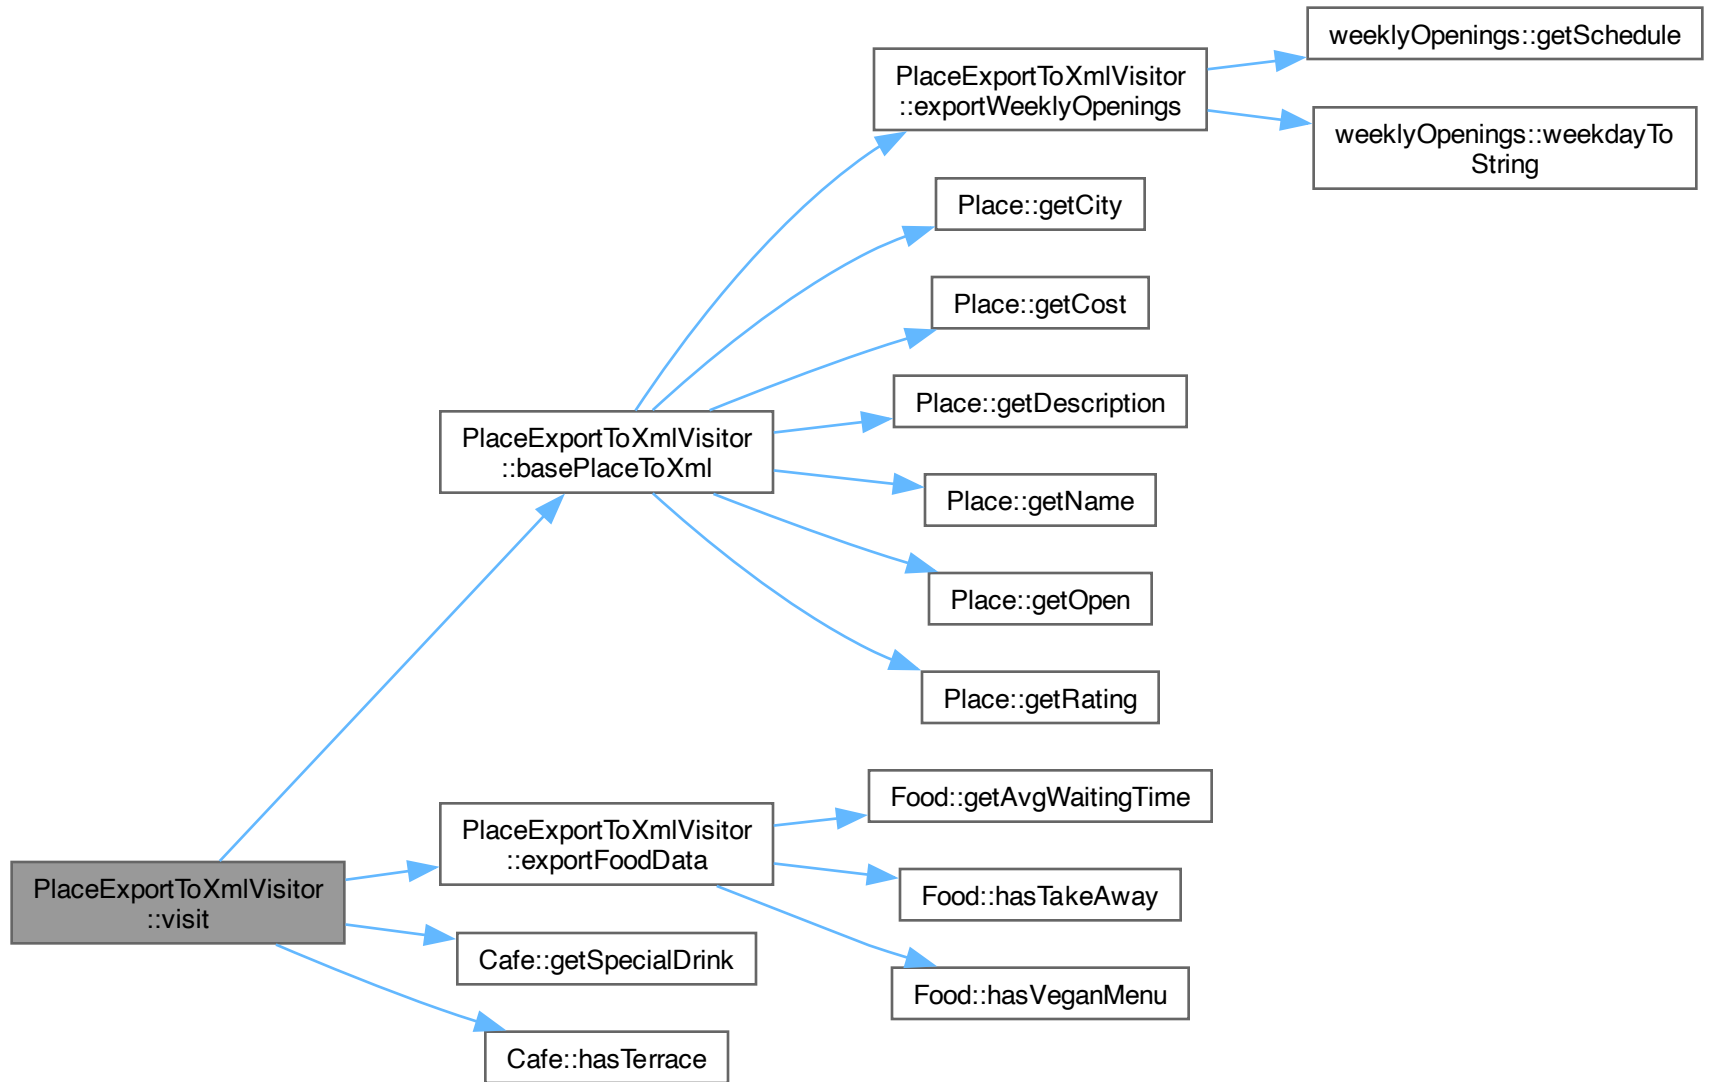 weeklyOpenings::getSchedule
PlaceExportToXmlVisitor
::exportWeeklyOpenings
weeklyOpenings::weekdayTo
String
Place::getCity
Place::getCost
Place::getDescription
PlaceExportToXmlVisitor
::basePlaceToXml
Place::getName
Place::getOpen
Place::getRating
Food::getAvgWaitingTime
PlaceExportToXmlVisitor
::exportFoodData
PlaceExportToXmlVisitor
::visit
Food::hasTakeAway
Cafe::getSpecialDrink
Food::hasVeganMenu
Cafe::hasTerrace